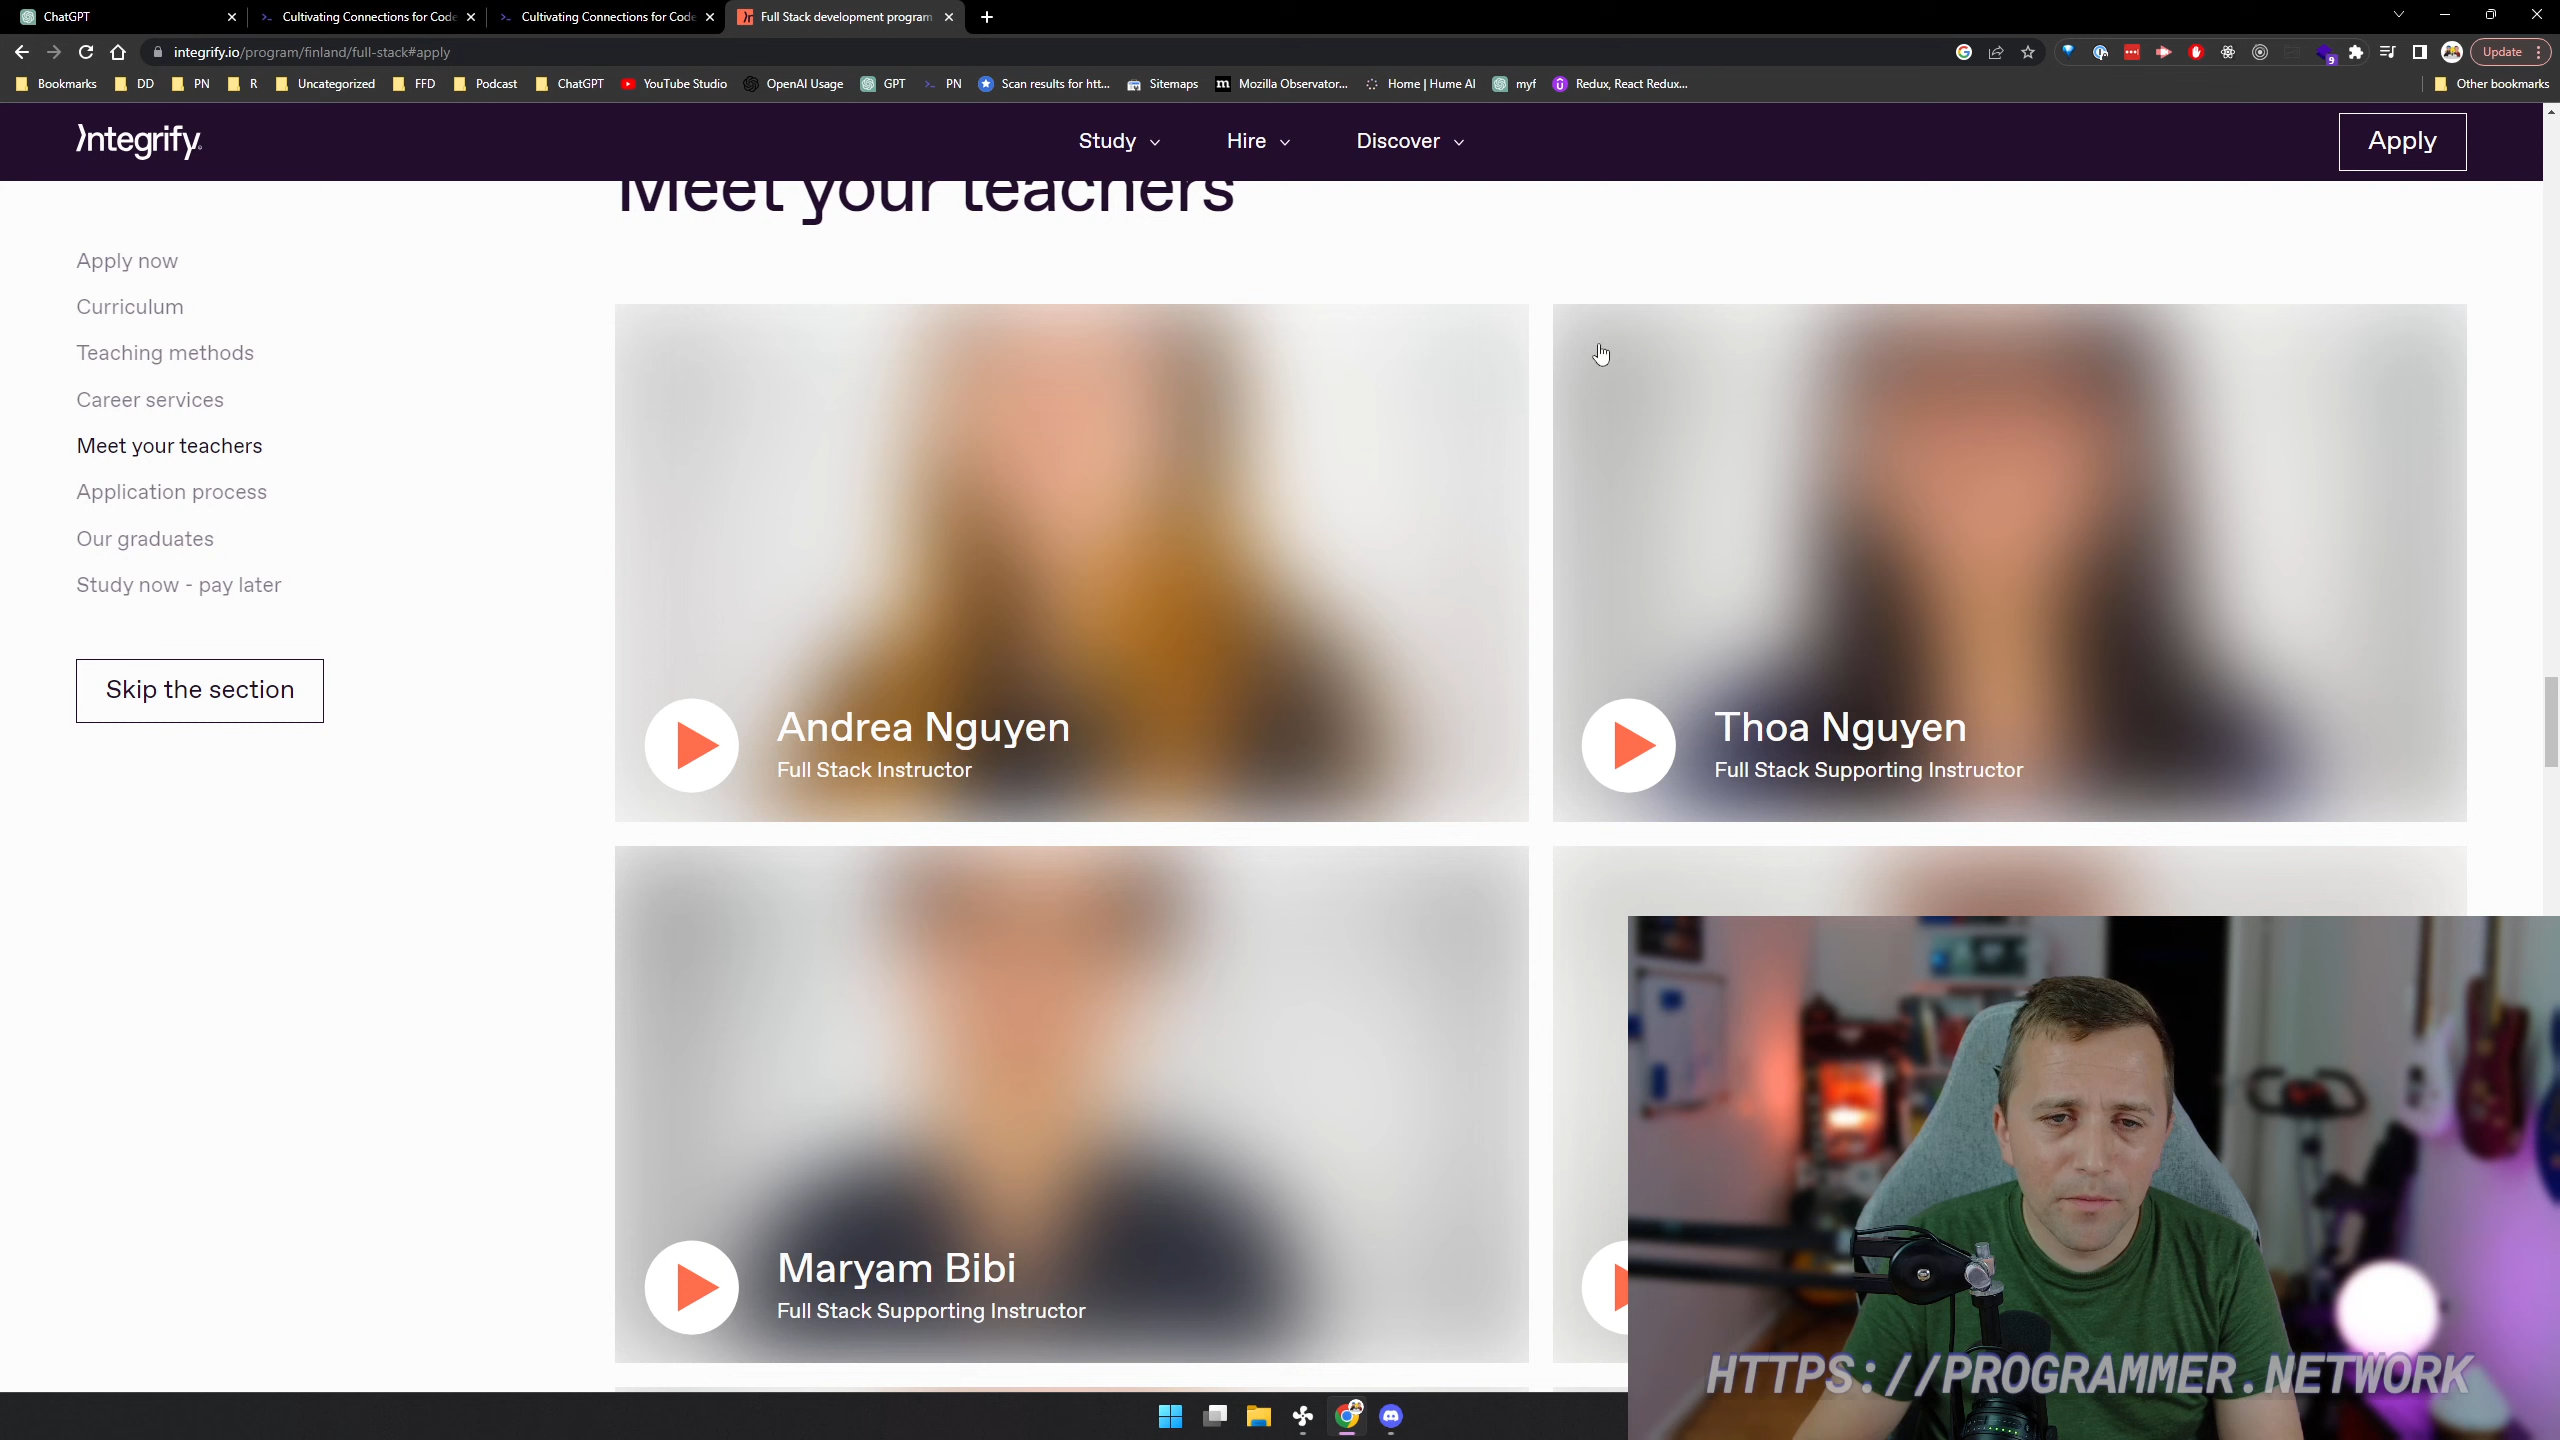 ChatGPT
Cultivating Connections for Code
Cultivating Connections for Code
Full Stack development program
integrify.io/program/finland/full-stack#apply
Update
Bookmarks
DD
PN
R
Uncategorized
FFD
Podcast
ChatGPT
YouTube Studio
OpenAI Usage
GPT
PN
Scan results for htt...
Sitemaps
Mozilla Observator...
Home | Hume AI
myf
Redux, React Redux...
Other bookmarks
9
Integrify
Study
Hire
Discover
Apply
Meet your teachers
Apply now
Curriculum
Teaching methods
Career services
Meet your teachers
Application process
Our graduates
Study now - pay later
Skip the section
Andrea Nguyen
Full Stack Instructor
Thoa Nguyen
Full Stack Supporting Instructor
Maryam Bibi
Full Stack Supporting Instructor
HTTPS://PROGRAMMER.NETWORK